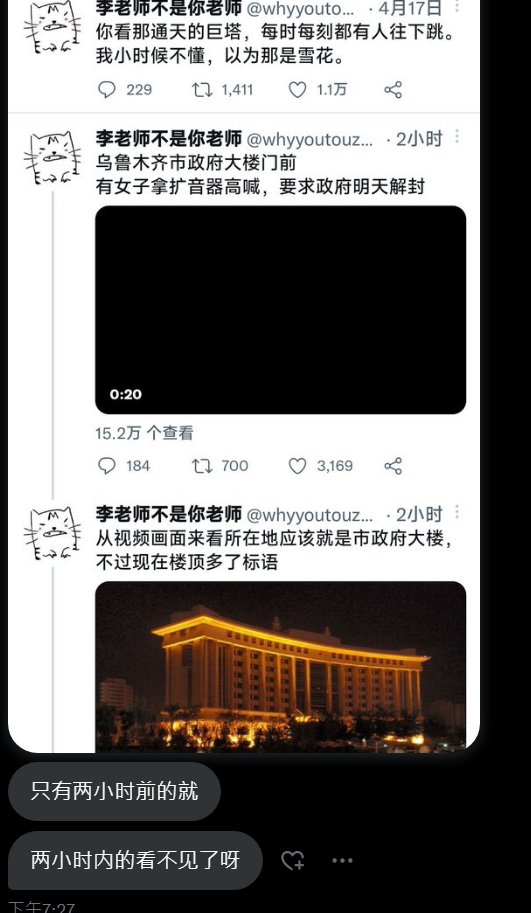 李老师不是你老师 @whyyouto... · 4月17日
你看那通天的巨塔，每时每刻都有人往下跳。
我小时候不懂，以为那是雪花。
229 1,411 1.1万
李老师不是你老师 @whyyoutouz... · 2小时
乌鲁木齐市政府大楼门前
有女子拿扩音器高喊，要求政府明天解封
0:20
15.2万 个查看
184 700 3,169
李老师不是你老师 @whyyoutouz... · 2小时
从视频画面来看所在地应该就是市政府大楼，
不过现在楼顶多了标语
只有两小时前的就
两小时内的看不见了呀
下午7:27